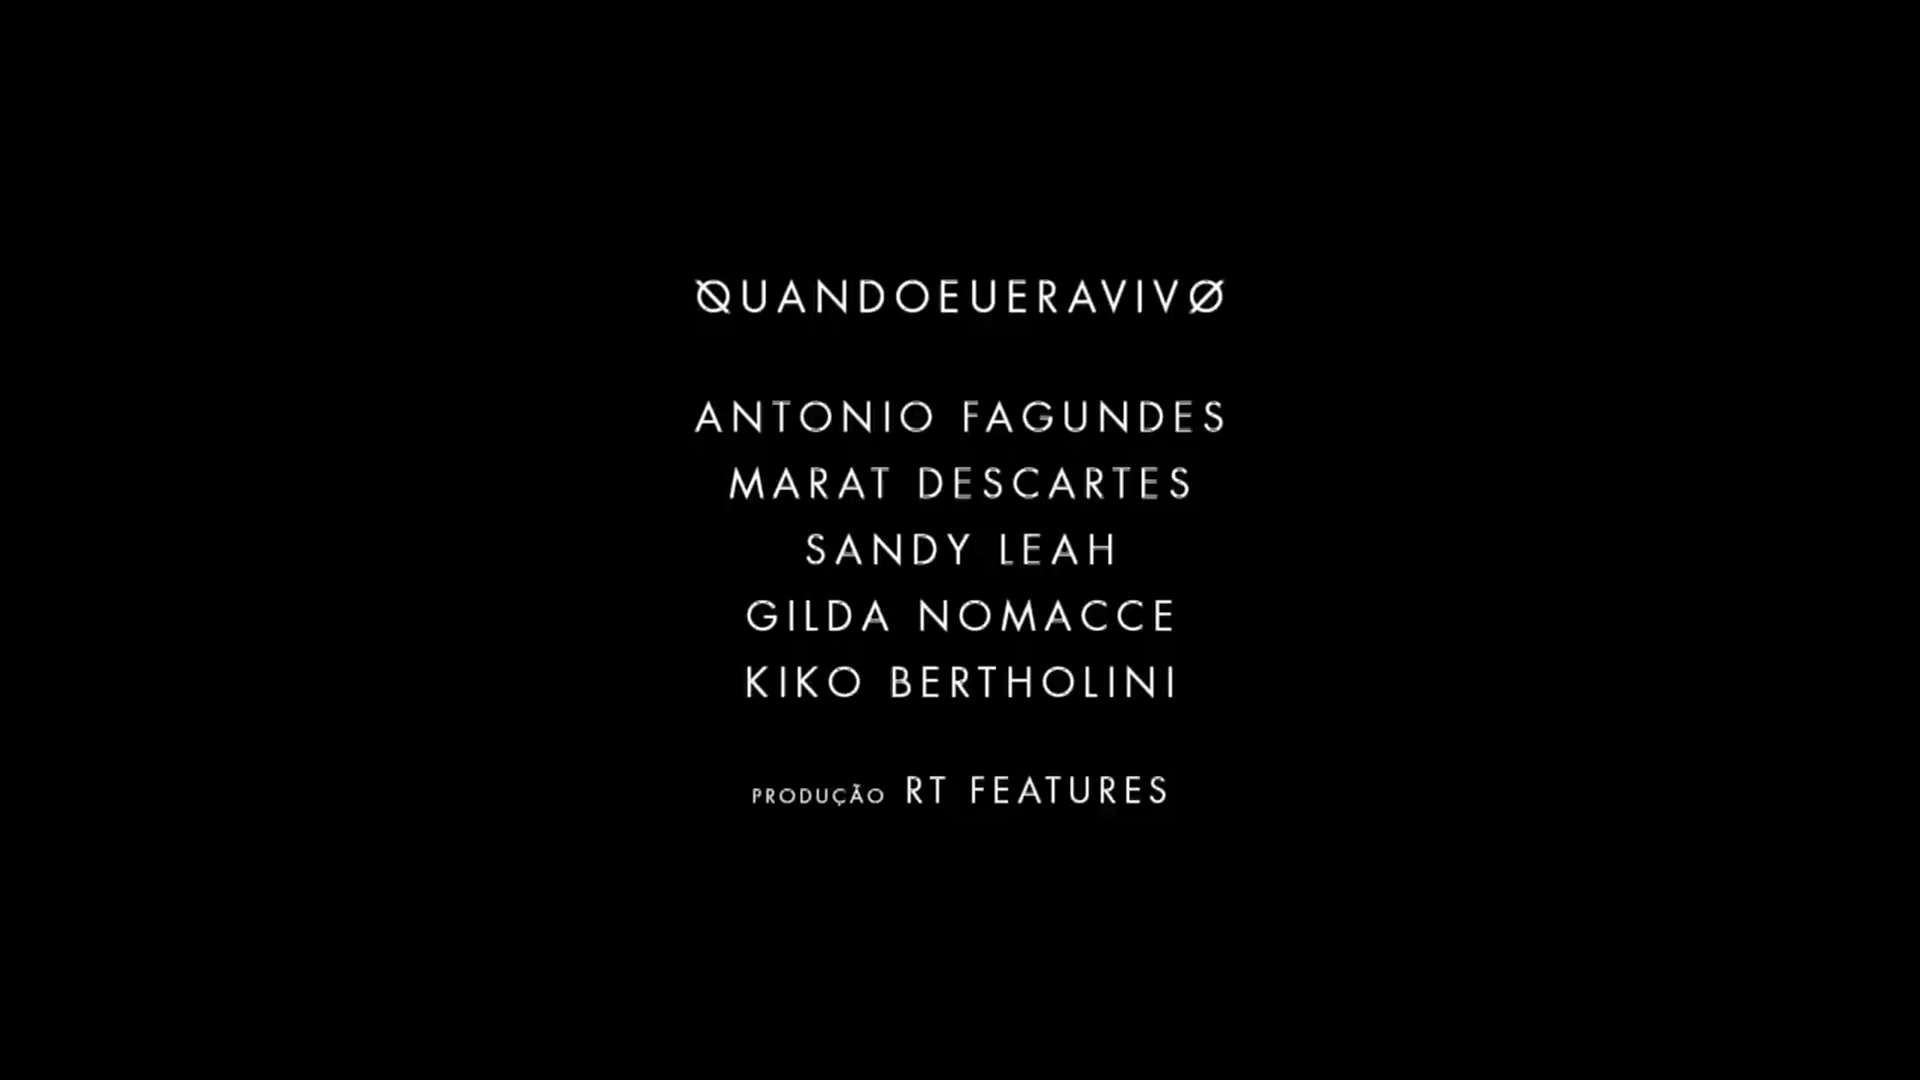 QUANDOEUERAVIVØ
ANTONIO FAGUNDES
MARAT DESCARTES
SANDY LEAH
GILDA NOMACCE
KIKO BERTHOLINI
PRODUÇÃO RT FEATURES